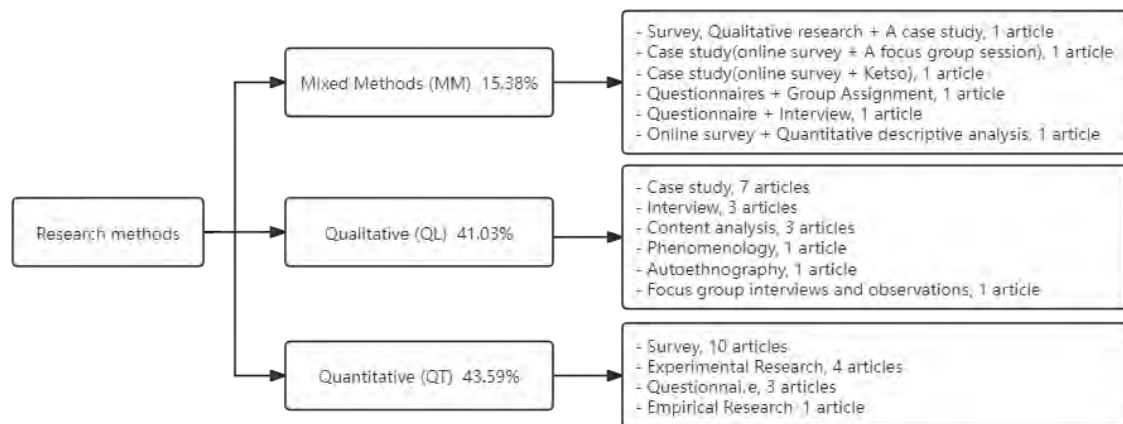 Research methods
Mixed Methods (MM) 15.38%
- Survey, Qualitative research + A case study, 1 article
- Case study(online survey + A focus group session), 1 article
- Case study(online survey + Ketso), 1 article
- Questionnaires + Group Assignment, 1 article
- Questionnaire + Interview, 1 article
- Online survey + Quantitative descriptive analysis, 1 article
Qualitative (QL) 41.03%
- Case study, 7 articles
- Interview, 3 articles
- Content analysis, 3 articles
- Phenomenology, 1 article
- Autoethnography, 1 article
- Focus group interviews and observations, 1 article
Quantitative (QT) 43.59%
- Survey, 10 articles
- Experimental Research, 4 articles
- Questionnai.e, 3 articles
- Empirical Research 1 article